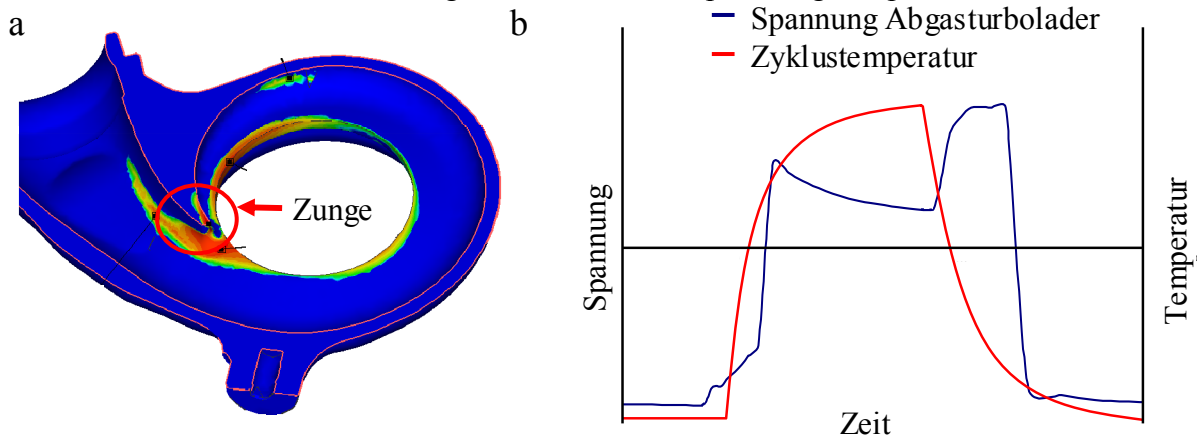 a
b
Spannung Abgasturbolader
Zyklustemperatur
Zunge
Spannung
Temperatur
Zeit